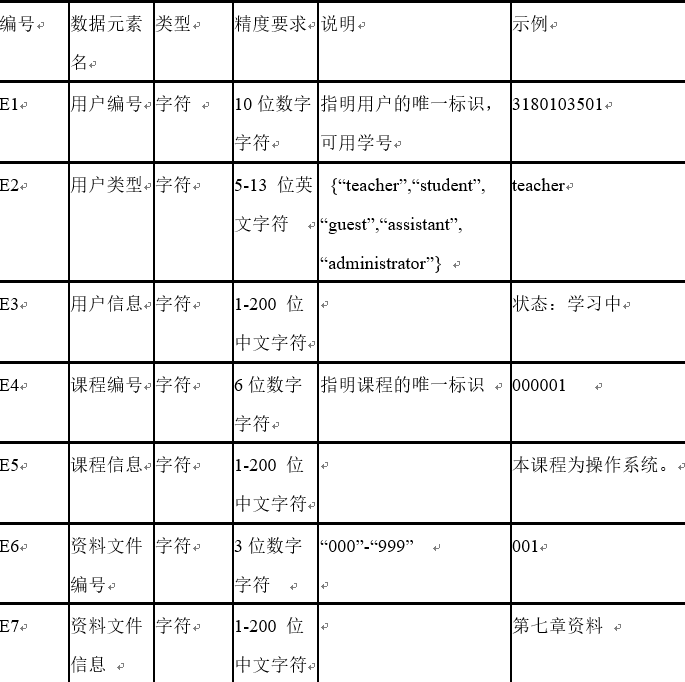 编号 数据元素名 类型 精度要求 说明 示例
E1 用户编号 字符 10位数字字符 指明用户的唯一标识，可用学号 3180103501
E2 用户类型 字符 5-13 位英文字符 {“teacher”,“student”, “guest”,“assistant”, “administrator”} teacher
E3 用户信息 字符 1-200 位中文字符 状态：学习中
E4 课程编号 字符 6位数字字符 指明课程的唯一标识 000001
E5 课程信息 字符 1-200 位中文字符 本课程为操作系统。
E6 资料文件编号 字符 3位数字字符 “000”-“999” 001
E7 资料文件信息 字符 1-200 位中文字符 第七章资料